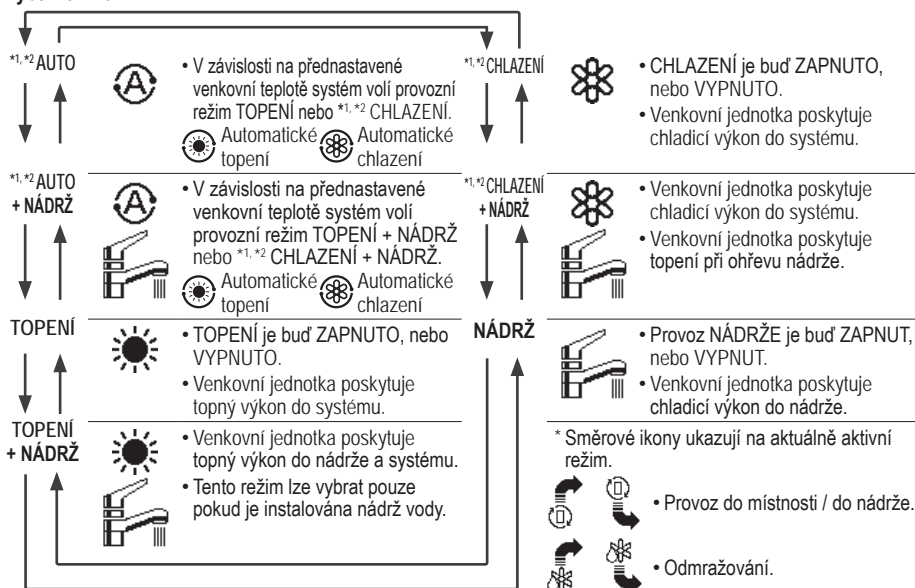 *1, *2 AUTO
• V závislosti na přednastavené
venkovní teplotě systém volí provozní
režim TOPENÍ nebo *1, *2 CHLAZENÍ.
Automatické topení
Automatické chlazení
*1, *2 AUTO
+ NÁDRŽ
• V závislosti na přednastavené
venkovní teplotě systém volí
provozní režim TOPENÍ + NÁDRŽ
nebo *1, *2 CHLAZENÍ + NÁDRŽ.
Automatické topení
Automatické chlazení
TOPENÍ
• TOPENÍ je buď ZAPNUTO, nebo
VYPNUTO.
• Venkovní jednotka poskytuje
topný výkon do systému.
TOPENÍ
+ NÁDRŽ
• Venkovní jednotka poskytuje
topný výkon do nádrže a systému.
• Tento režim lze vybrat pouze
pokud je instalována nádrž vody.
*1, *2 CHLAZENÍ
• CHLAZENÍ je buď ZAPNUTO,
nebo VYPNUTO.
• Venkovní jednotka poskytuje
chladicí výkon do systému.
*1, *2 CHLAZENÍ
+ NÁDRŽ
• Venkovní jednotka poskytuje
chladicí výkon do systému.
• Venkovní jednotka poskytuje
topení při ohřevu nádrže.
NÁDRŽ
• Provoz NÁDRŽE je buď ZAPNUT,
nebo VYPNUT.
• Venkovní jednotka poskytuje
chladicí výkon do nádrže.
* Směrové ikony ukazují na aktuálně aktivní
režim.
• Provoz do místnosti / do nádrže.
• Odmražování.